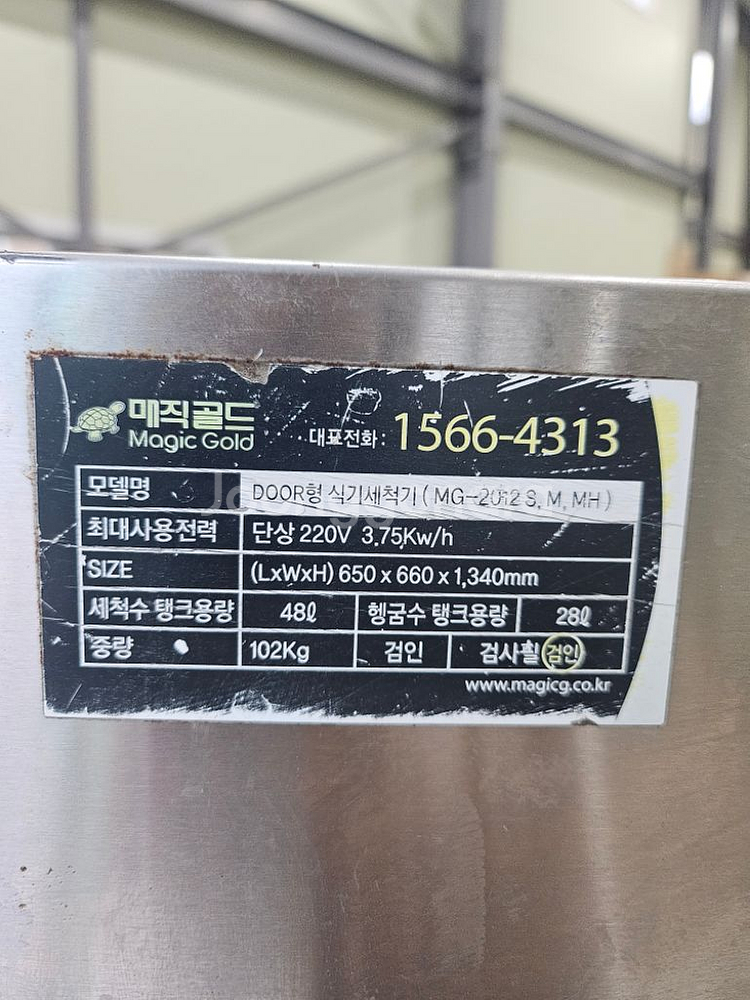 매직골드
Magic Gold
대표전화 : 1566-4313
모델명 DOOR형 식기세척기 ( MG-2012 S, M, MH )
최대사용전력 단상 220V 3.75Kw/h
SIZE (LxWxH) 650 x 660 x 1,340mm
세척수 탱크용량 48ℓ 헹굼수 탱크용량 28ℓ
중량 102Kg 검인 검사필 검인
www.magicg.co.kr